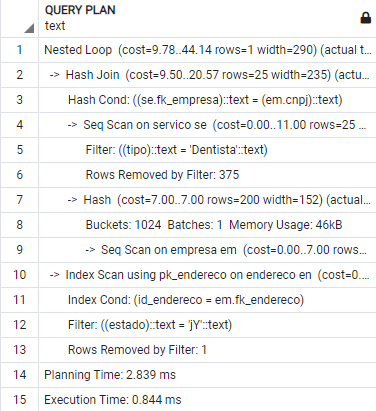 QUERY PLAN
text
1 Nested Loop (cost=9.78..44.14 rows=1 width=290) (actual t...
2 -> Hash Join (cost=9.50..20.57 rows=25 width=235) (actu...
3 Hash Cond: ((se.fk_empresa)::text = (em.cnpj)::text)
4 -> Seq Scan on servico se (cost=0.00..11.00 rows=25 ...
5 Filter: ((tipo)::text = 'Dentista'::text)
6 Rows Removed by Filter: 375
7 -> Hash (cost=7.00..7.00 rows=200 width=152) (actual...
8 Buckets: 1024 Batches: 1 Memory Usage: 46kB
9 -> Seq Scan on empresa em (cost=0.00..7.00 rows...
10 -> Index Scan using pk_endereco on endereco en (cost=0....
11 Index Cond: (id_endereco = em.fk_endereco)
12 Filter: ((estado)::text = 'jY'::text)
13 Rows Removed by Filter: 1
14 Planning Time: 2.839 ms
15 Execution Time: 0.844 ms